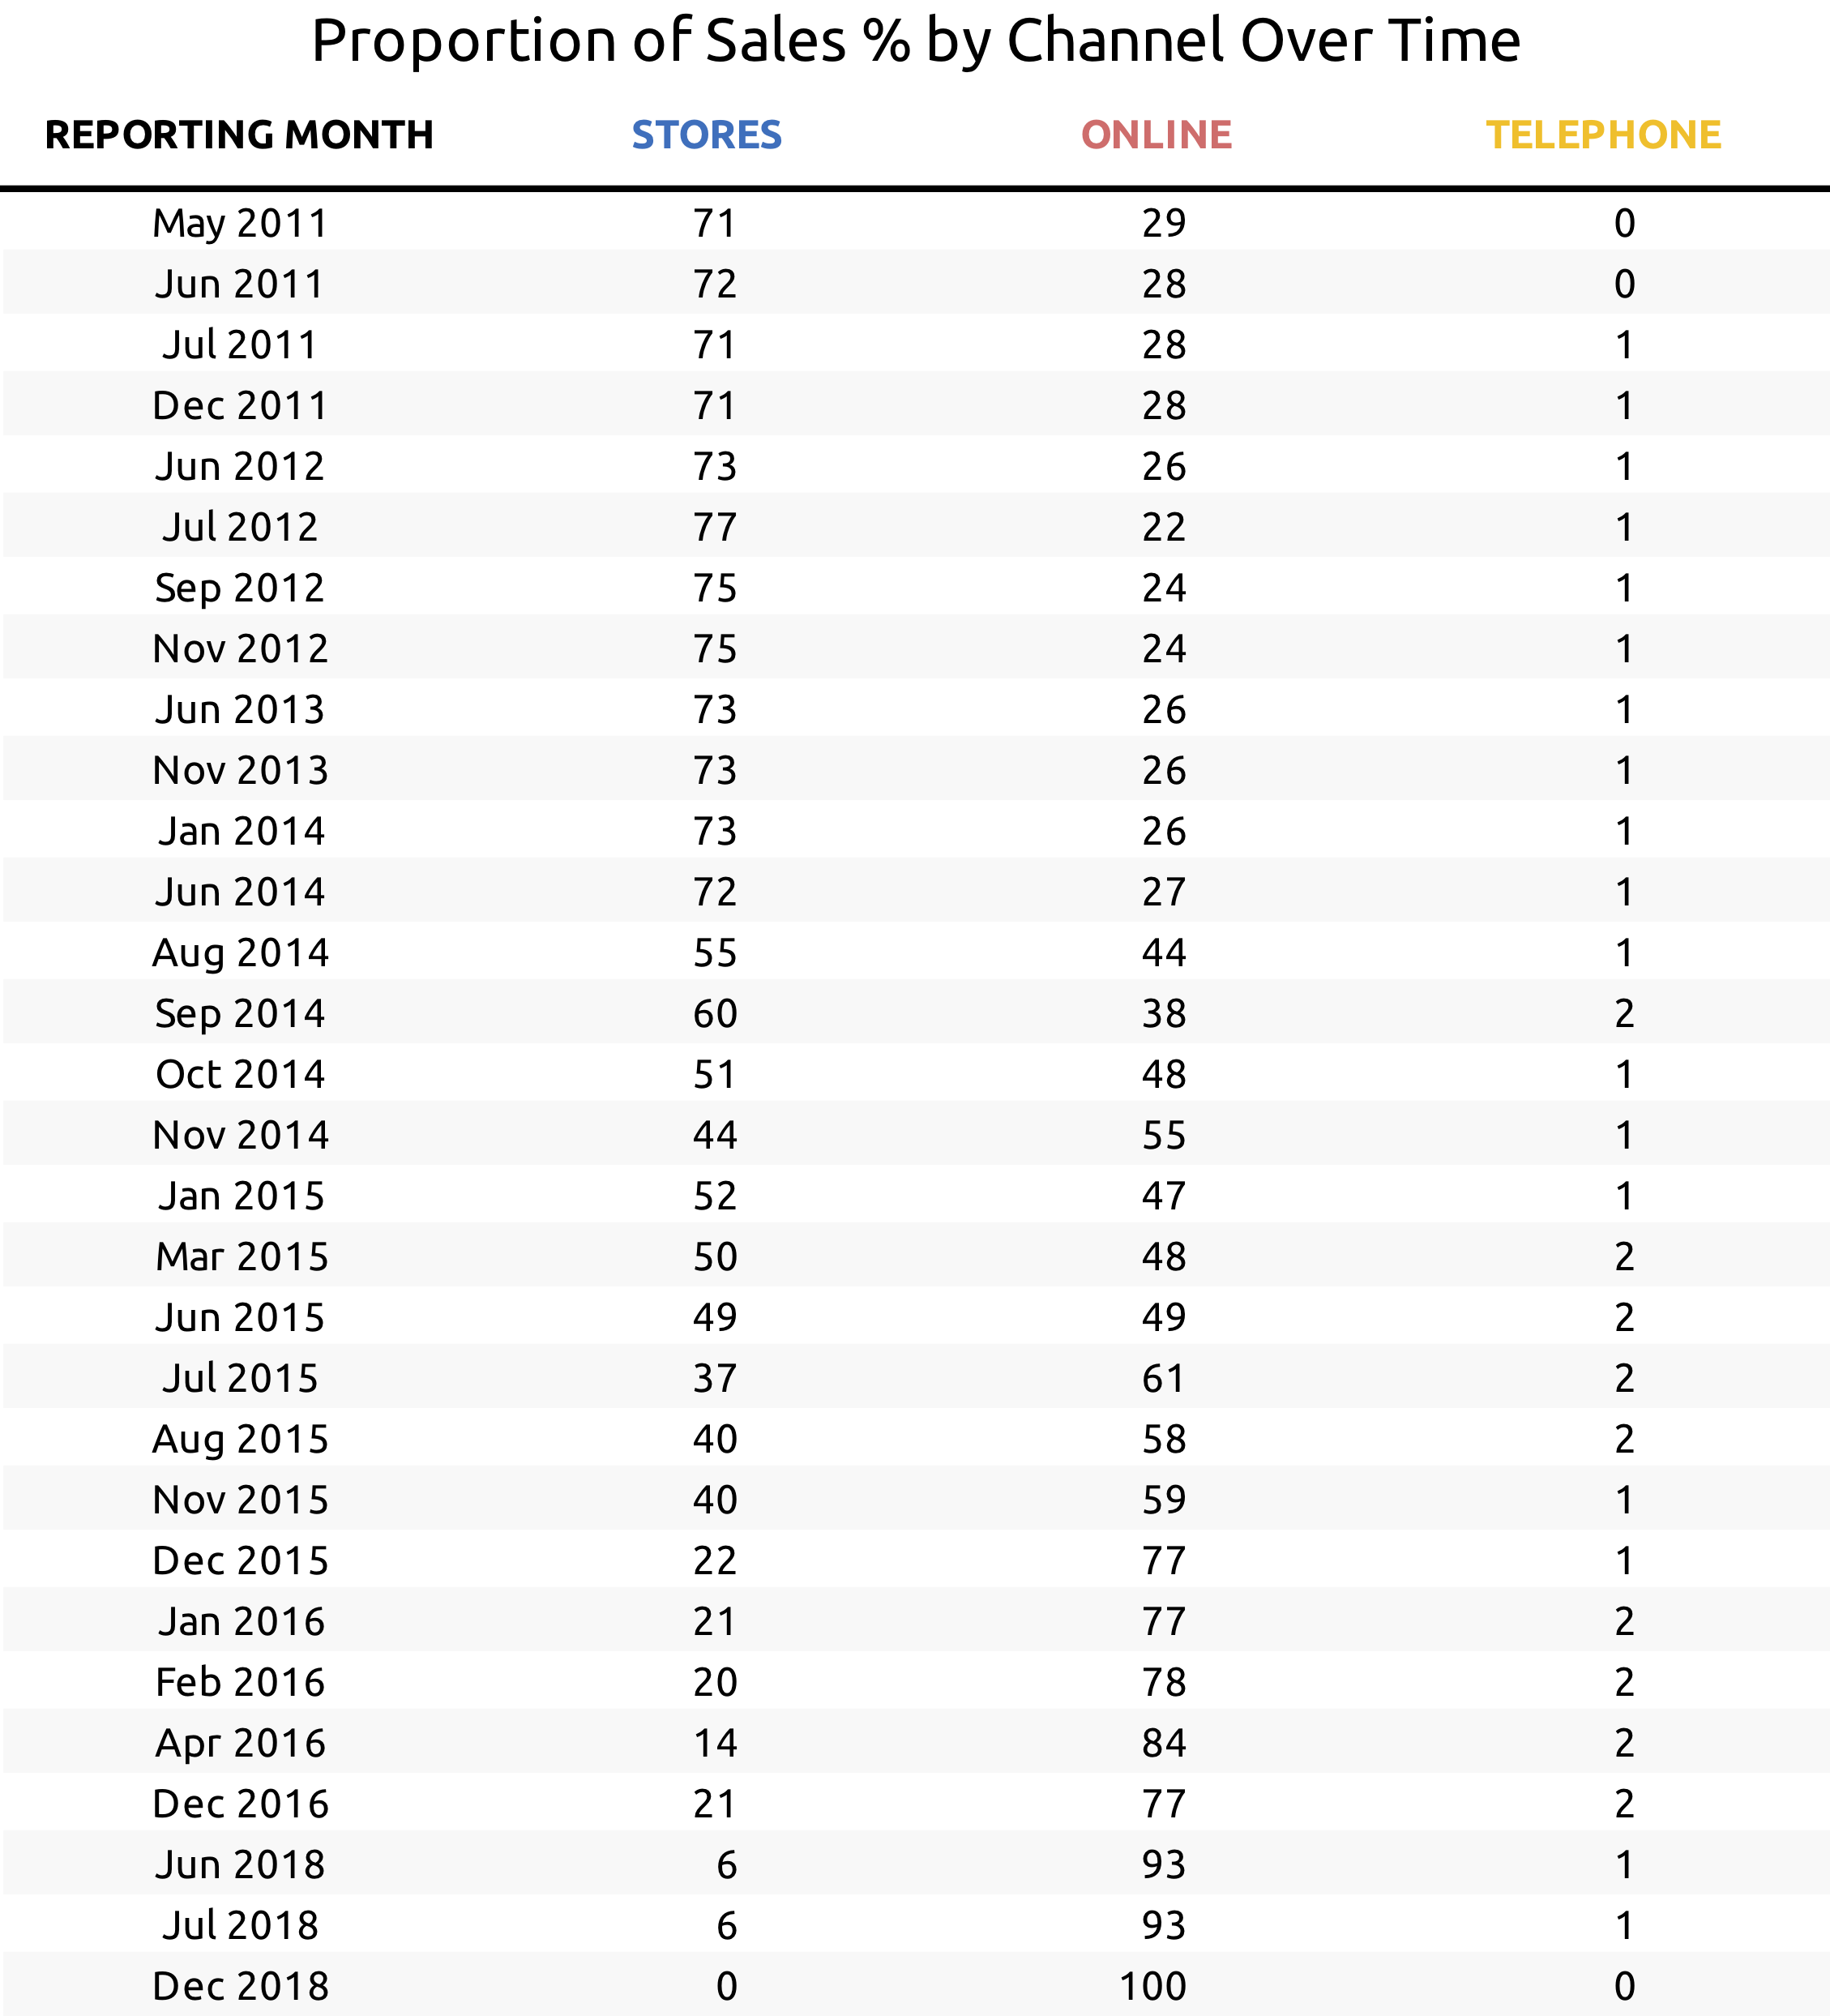 Proportion of Sales % by Channel Over Time
REPORTING MONTH STORES ONLINE TELEPHONE
May 2011 71 29 0
Jun 2011 72 28 0
Jul 2011 71 28 1
Dec 2011 71 28 1
Jun 2012 73 26 1
Jul 2012 77 22 1
Sep 2012 75 24 1
Nov 2012 75 24 1
Jun 2013 73 26 1
Nov 2013 73 26 1
Jan 2014 73 26 1
Jun 2014 72 27 1
Aug 2014 55 44 1
Sep 2014 60 38 2
Oct 2014 51 48 1
Nov 2014 44 55 1
Jan 2015 52 47 1
Mar 2015 50 48 2
Jun 2015 49 49 2
Jul 2015 37 61 2
Aug 2015 40 58 2
Nov 2015 40 59 1
Dec 2015 22 77 1
Jan 2016 21 77 2
Feb 2016 20 78 2
Apr 2016 14 84 2
Dec 2016 21 77 2
Jun 2018 6 93 1
Jul 2018 6 93 1
Dec 2018 0 100 0